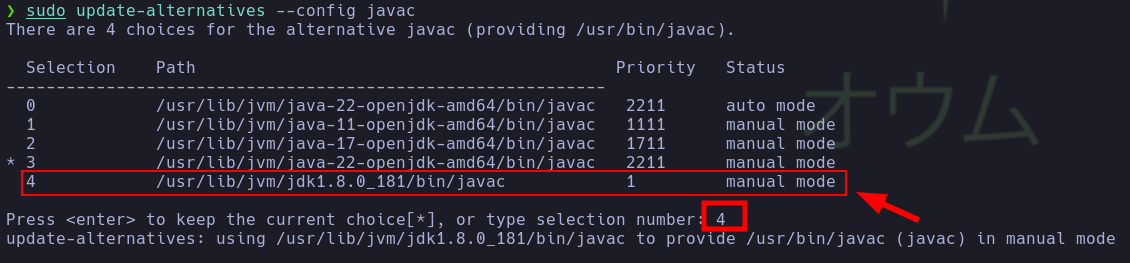 ❯ sudo update-alternatives --config javac
There are 4 choices for the alternative javac (providing /usr/bin/javac).
  Selection    Path                                          Priority   Status
------------------------------------------------------------
  0            /usr/lib/jvm/java-22-openjdk-amd64/bin/javac   2211      auto mode
  1            /usr/lib/jvm/java-11-openjdk-amd64/bin/javac   1111      manual mode
  2            /usr/lib/jvm/java-17-openjdk-amd64/bin/javac   1711      manual mode
* 3            /usr/lib/jvm/java-22-openjdk-amd64/bin/javac   2211      manual mode
  4            /usr/lib/jvm/jdk1.8.0_181/bin/javac            1         manual mode
オウム
Press <enter> to keep the current choice[*], or type selection number: 4
update-alternatives: using /usr/lib/jvm/jdk1.8.0_181/bin/javac to provide /usr/bin/javac (javac) in manual mode